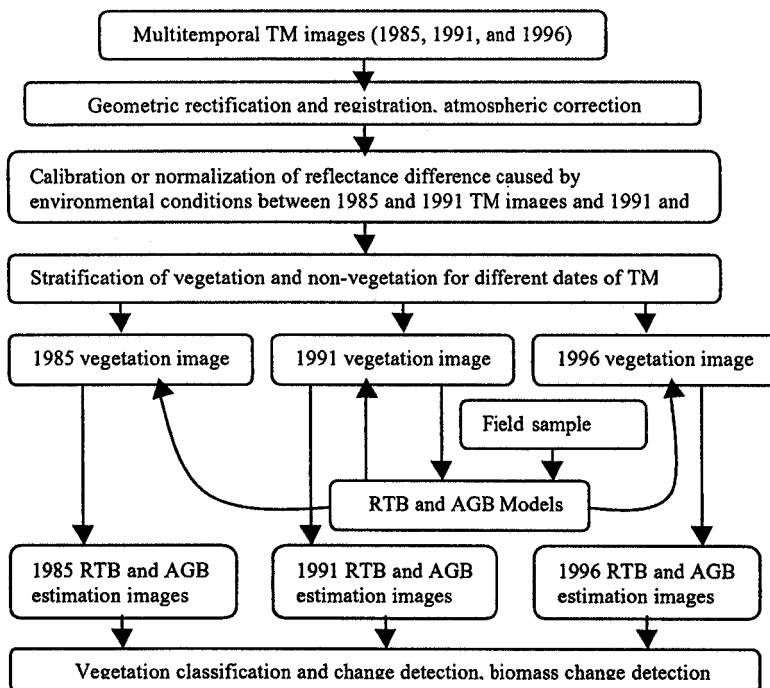 Multitemporal TM images (1985, 1991, and 1996)
Geometric rectification and registration, atmospheric correction
Calibration or normalization of reflectance difference caused by
environmental conditions between 1985 and 1991 TM images and 1991 and
Stratification of vegetation and non-vegetation for different dates of TM
1985 vegetation image
1991 vegetation image
1996 vegetation image
Field sample
RTB and AGB Models
1985 RTB and AGB
estimation images
1991 RTB and AGB
estimation images
1996 RTB and AGB
estimation images
Vegetation classification and change detection, biomass change detection